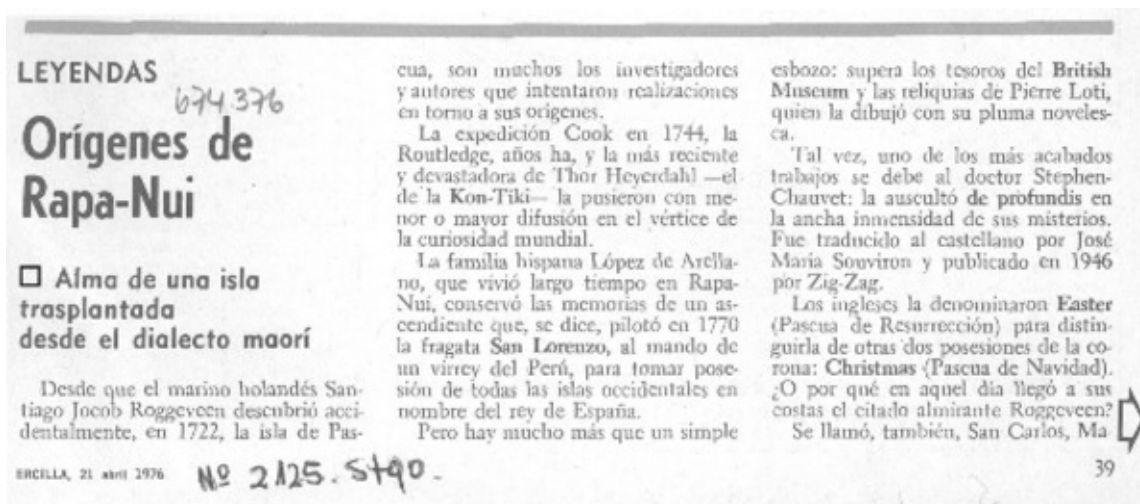 LEYENDAS
674376
Orígenes de
Rapa-Nui
□ Alma de una isla
trasplantada
desde el dialecto maorí
Desde que el marino holandés San-
tiago Jocob Roggeveen descubrió acci-
dentalmente, en 1722, la isla de Pas-
cua, son muchos los investigadores
y autores que intentaron realizaciones
en torno a sus orígenes.
La expedición Cook en 1744, la
Routledge, años ha, y la más reciente
y devastadora de Thor Heyerdahl —el
de la Kon-Tiki— la pusieron con me-
nor o mayor difusión en el vértice de
la curiosidad mundial.
La familia hispana López de Arella-
no, que vivió largo tiempo en Rapa-
Nui, conservó las memorias de un as-
cendiente que, se dice, pilotó en 1770
la fragata San Lorenzo, al mando de
un virrey del Perú, para tomar pose-
sión de todas las islas occidentales en
nombre del rey de España.
Pero hay mucho más que un simple
esbozo: supera los tesoros del British
Museum y las reliquias de Pierre Loti,
quien la dibujó con su pluma noveles-
ca.
Tal vez, uno de los más acabados
trabajos se debe al doctor Stephen-
Chauvet: la auscultó de profundis en
la ancha inmensidad de sus misterios.
Fue traducido al castellano por José
María Souviron y publicado en 1946
por Zig-Zag.
Los ingleses la denominaron Easter
(Pascua de Resurrección) para distin-
guirla de otras dos posesiones de la co-
rona: Christmas (Pascua de Navidad).
¿O por qué en aquel día llegó a sus
costas el citado almirante Roggeveen?
Se llamó, también, San Carlos, Ma
ERCILLA, 21 abril 1976
Nº 2125. Stgo.
39